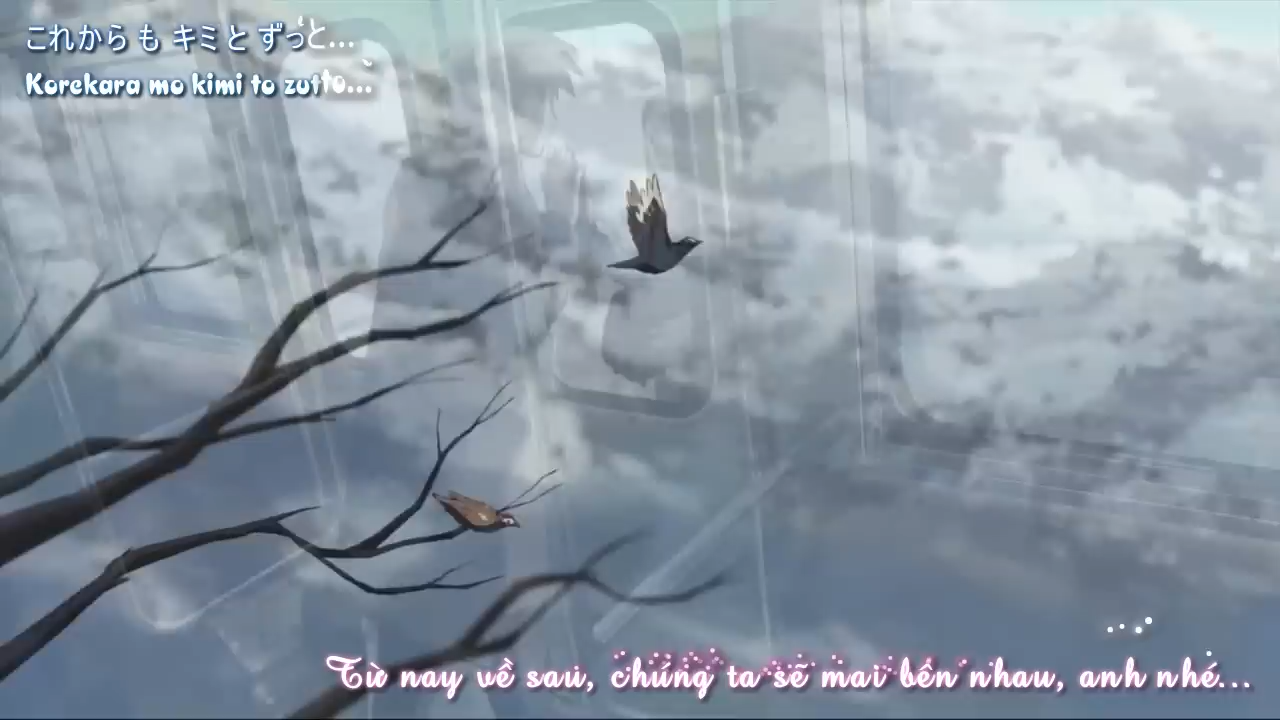 これからも キミと ずっと...
Korekara mo kimi to zutto...
Từ nay về sau, chúng ta sẽ mãi bên nhau, anh nhé...